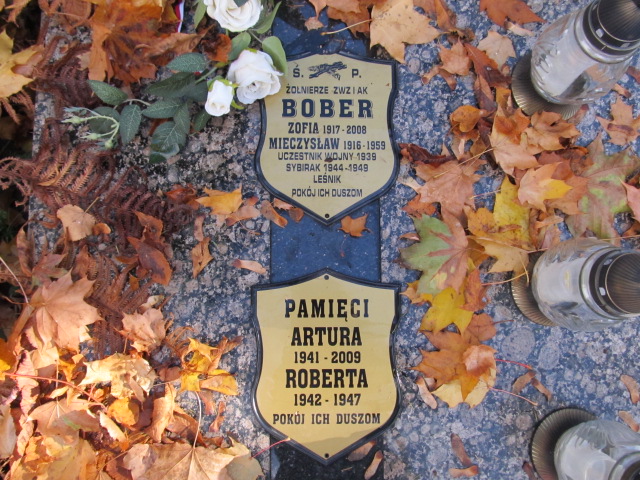 Ś. P.
ŻOŁNIERZE ZWZ I AK
BOBER
ZOFIA 1917 - 2008
MIECZYSŁAW 1916 - 1959
UCZESTNIK WOJNY 1939
SYBIRAK 1944 - 1949
LEŚNIK
POKÓJ ICH DUSZOM
PAMIĘCI
ARTURA
1941 - 2009
ROBERTA
1942 - 1947
POKÓJ ICH DUSZOM